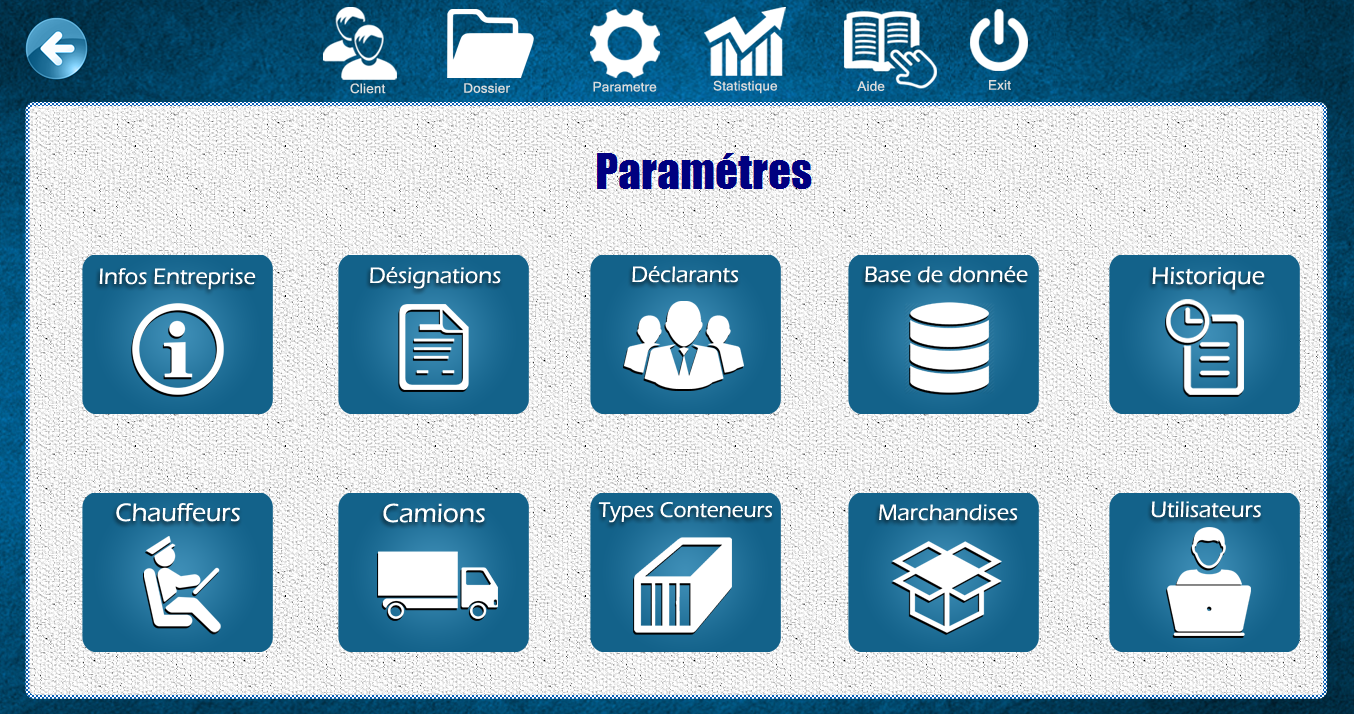 Client
Dossier
Parametre
Statistique
Aide
Exit
Paramétres
Infos Entreprise
Désignations
Déclarants
Base de donnée
Historique
Chauffeurs
Camions
Types Conteneurs
Marchandises
Utilisateurs